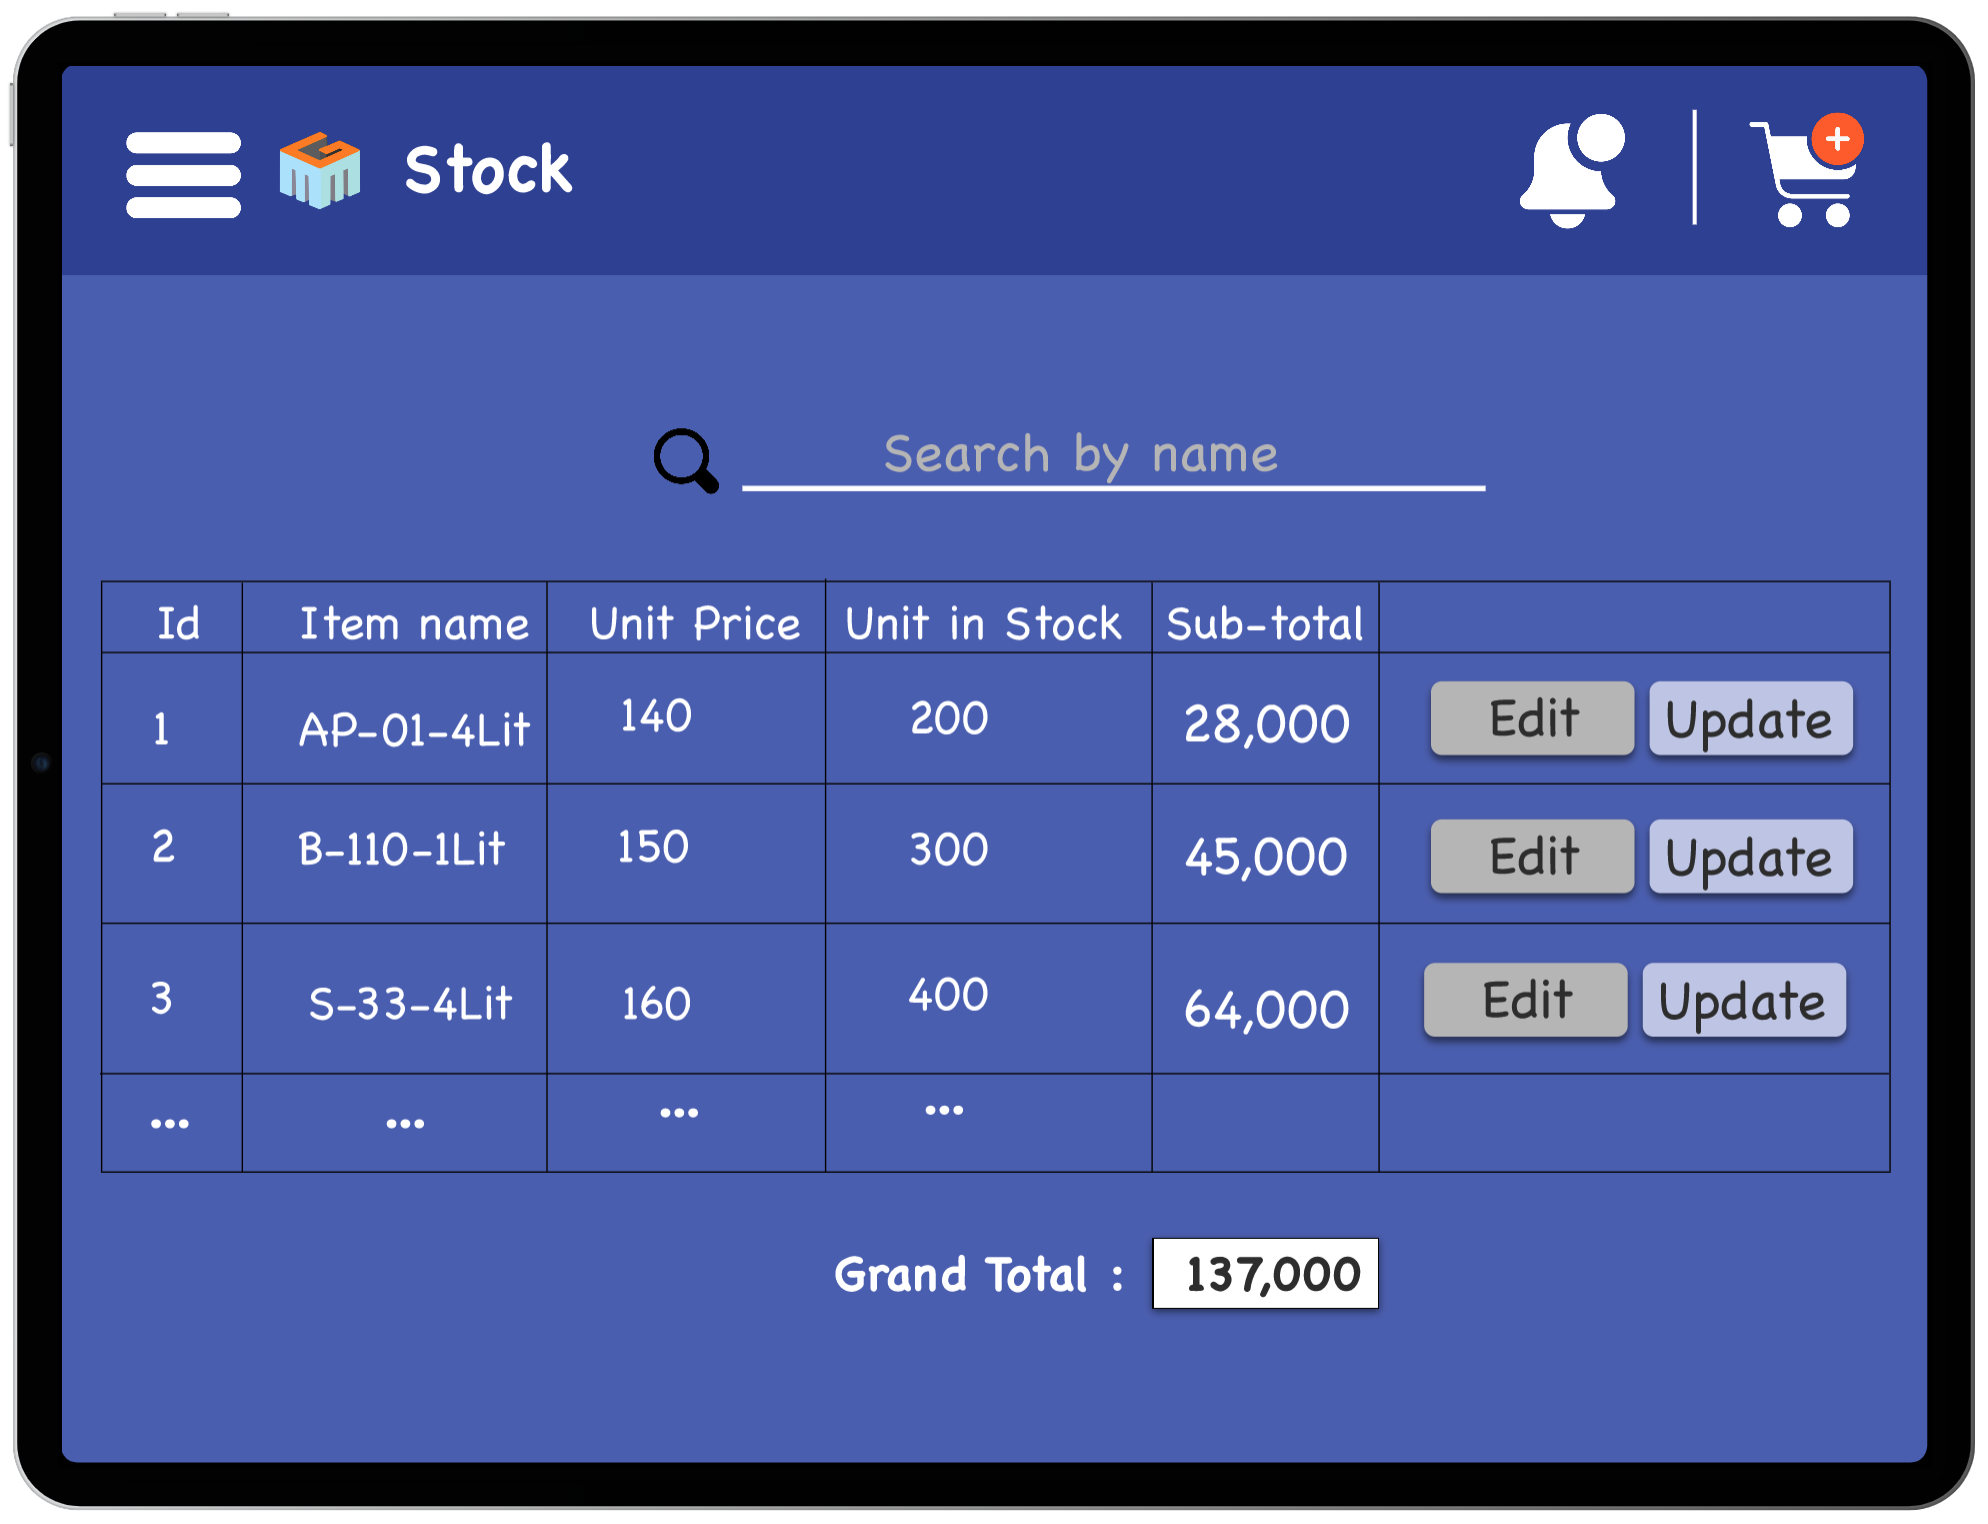 Stock
Search by name
Id Item name Unit Price Unit in Stock Sub-total
1 AP-01-4Lit 140 200 28,000 Edit Update
2 B-110-1Lit 150 300 45,000 Edit Update
3 S-33-4Lit 160 400 64,000 Edit Update
... ... ... ...
Grand Total : 137,000